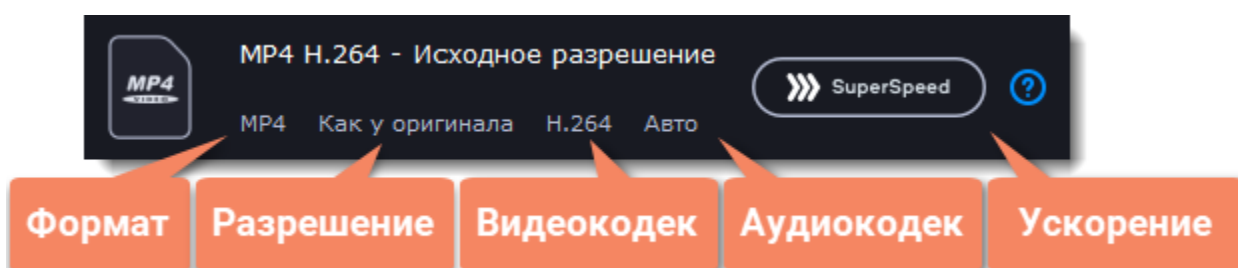 MP4 H.264 - Исходное разрешение
MP4
VIDEO
SuperSpeed
?
MP4 Как у оригинала H.264 Авто
Формат Разрешение Видеокодек Аудиокодек Ускорение